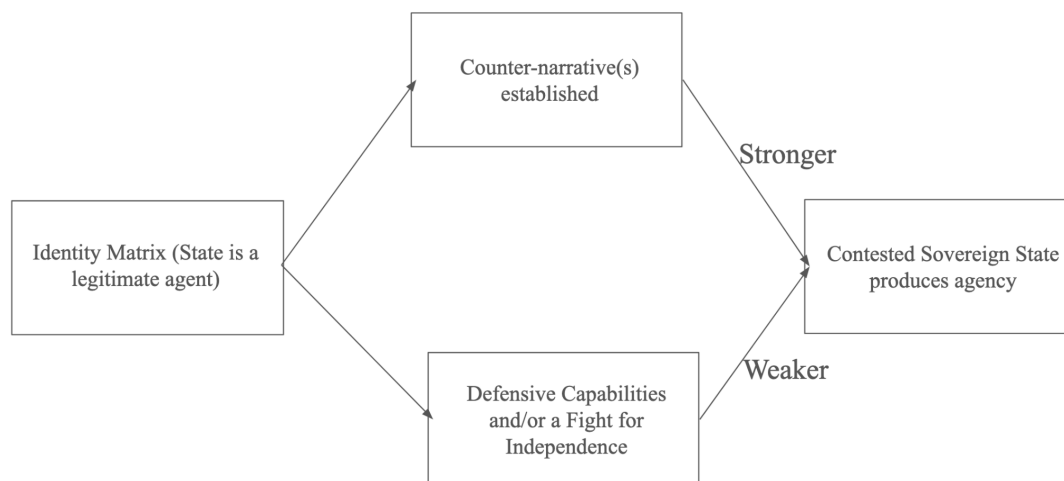 Counter-narrative(s)
established
Stronger
Identity Matrix (State is a
legitimate agent)
Contested Sovereign State
produces agency
Weaker
Defensive Capabilities
and/or a Fight for
Independence